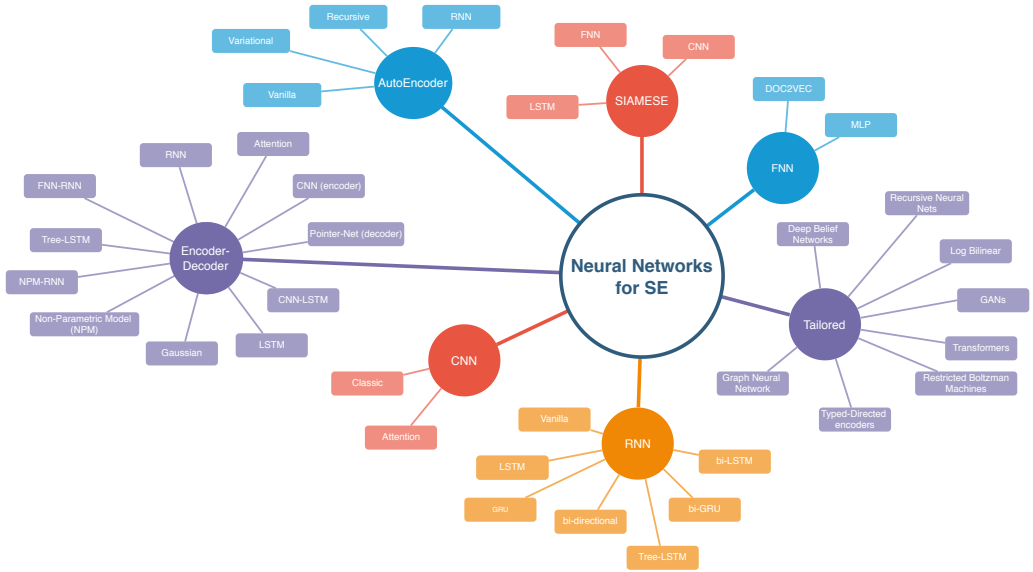 Recursive
RNN
Variational
AutoEncoder
Vanilla
FNN
CNN
SIAMESE
LSTM
DOC2VEC
MLP
FNN
Attention
RNN
FNN-RNN
CNN (encoder)
Tree-LSTM
Pointer-Net (decoder)
Encoder-
Decoder
NPM-RNN
CNN-LSTM
Non-Parametric Model
(NPM)
Gaussian
LSTM
Neural Networks
for SE
Recursive Neural
Nets
Deep Belief
Networks
Log Bilinear
GANs
Tailored
Transformers
Graph Neural
Network
Restricted Boltzman
Machines
Typed-Directed
encoders
CNN
Classic
Attention
Vanilla
RNN
LSTM
bi-LSTM
GRU
bi-directional
bi-GRU
Tree-LSTM